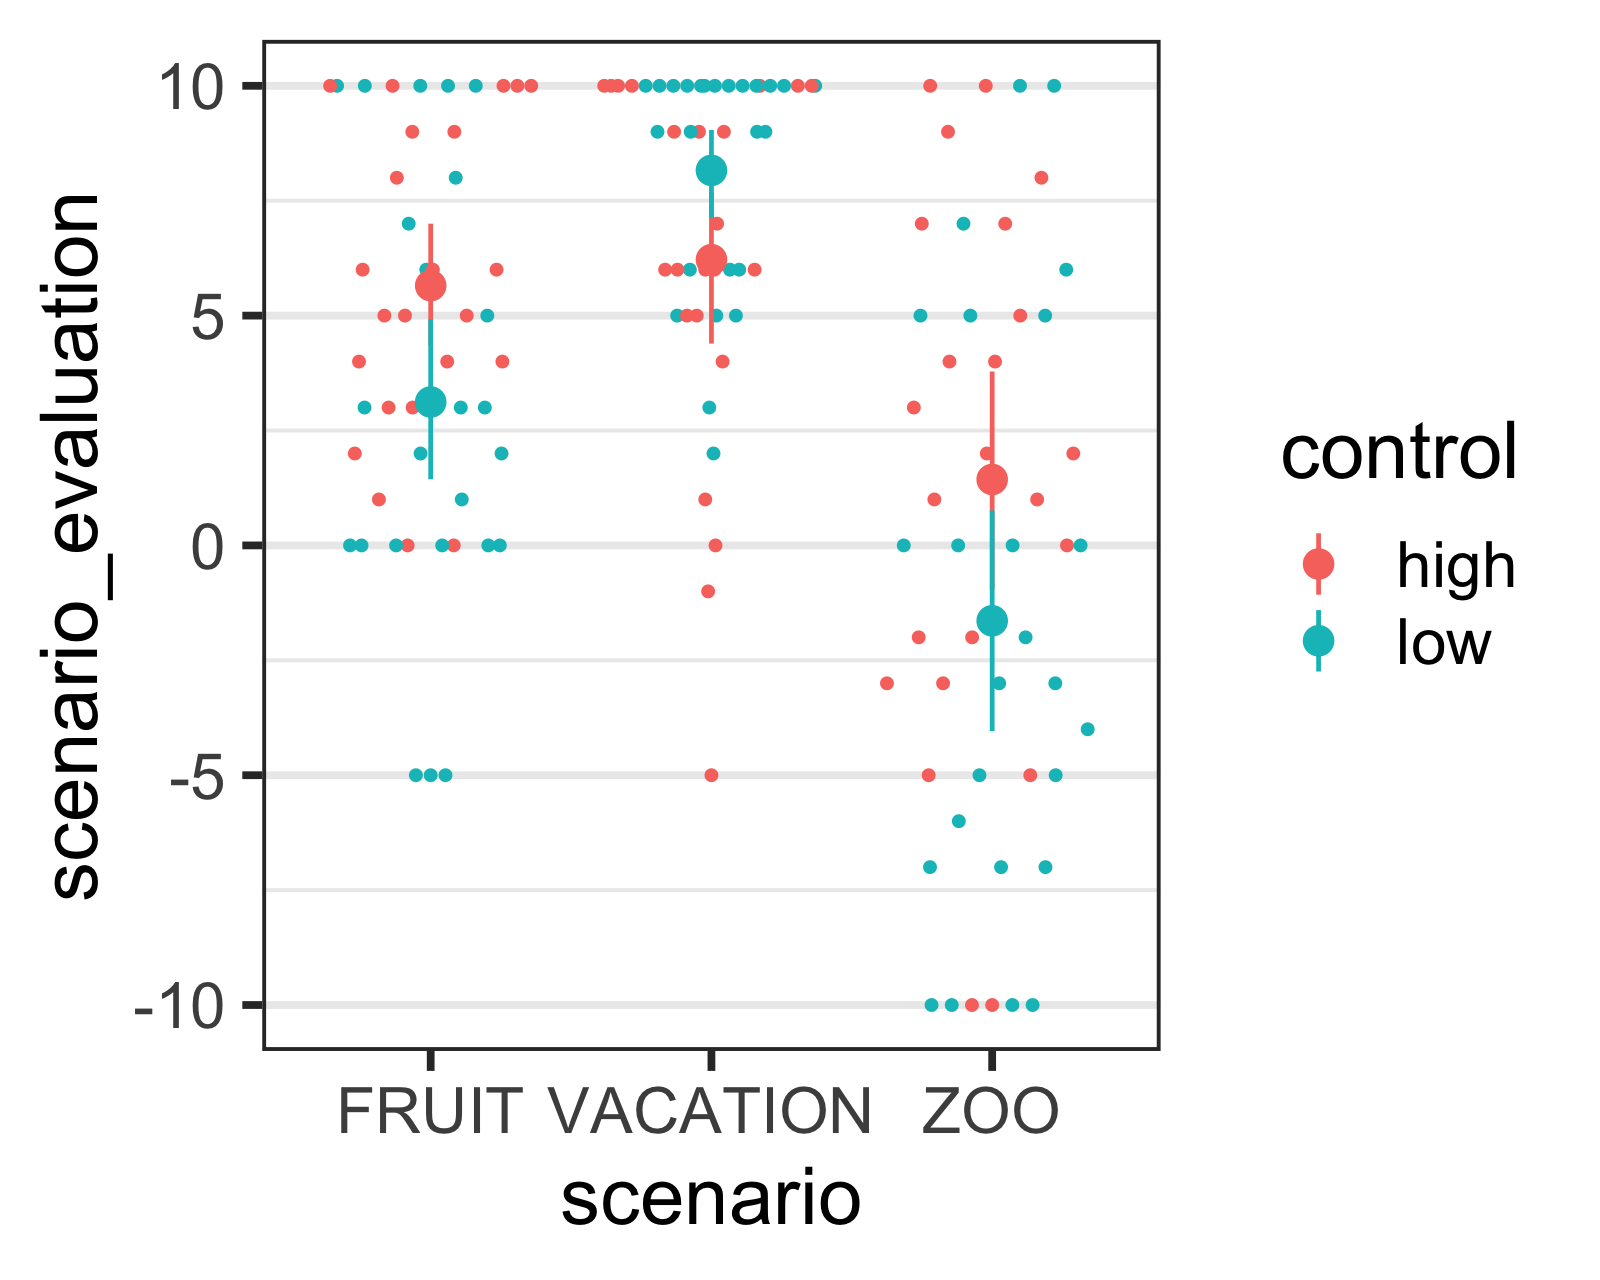 scenario_evaluation
10
5
0
-5
-10
FRUIT VACATION ZOO
scenario
control
high
low